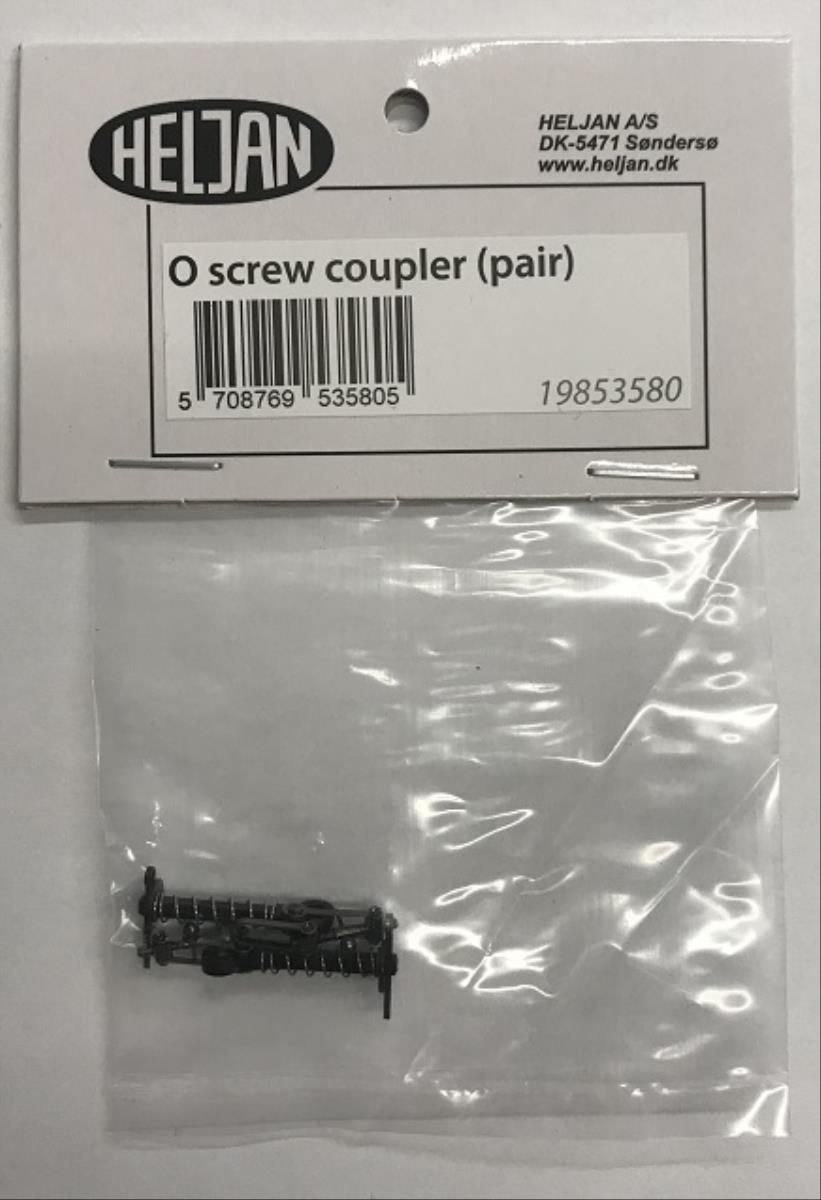 HELJAN
HELJAN A/S
DK-5471 Søndersø
www.heljan.dk
O screw coupler (pair)
5 708769 535805
19853580